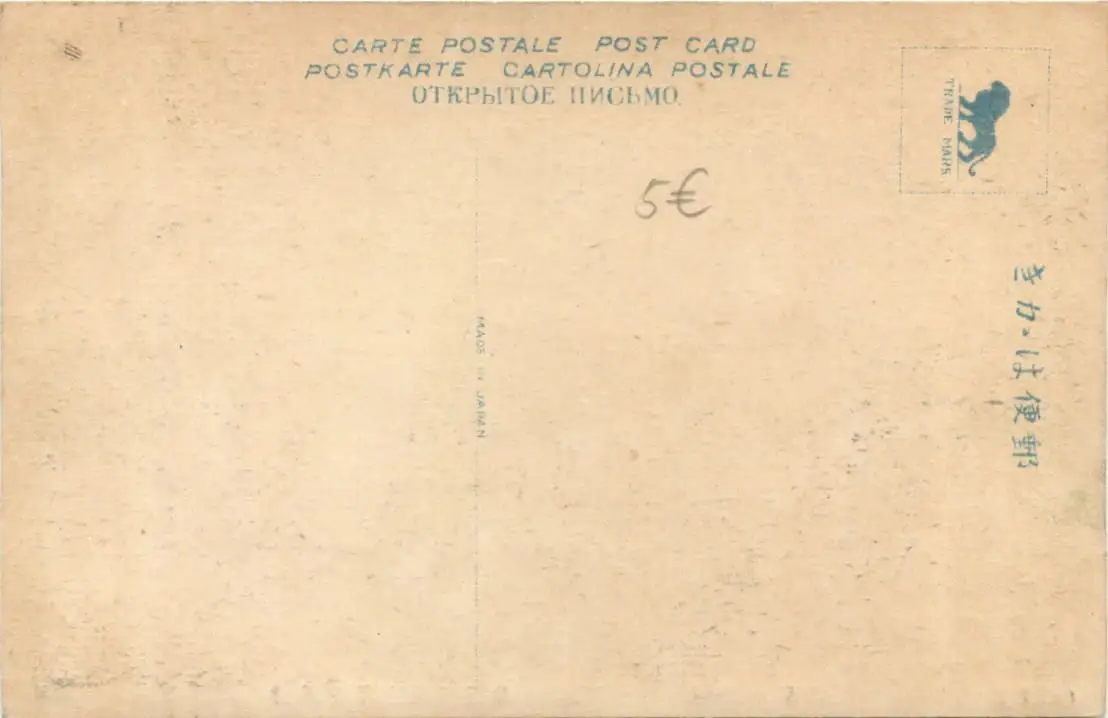 CARTE POSTALE POST CARD
POSTKARTE CARTOLINA POSTALE
ОТКРЫТОЕ ПИСЬМО.
TRADE MARK.
5€
郵便は・かき
MADE IN JAPAN